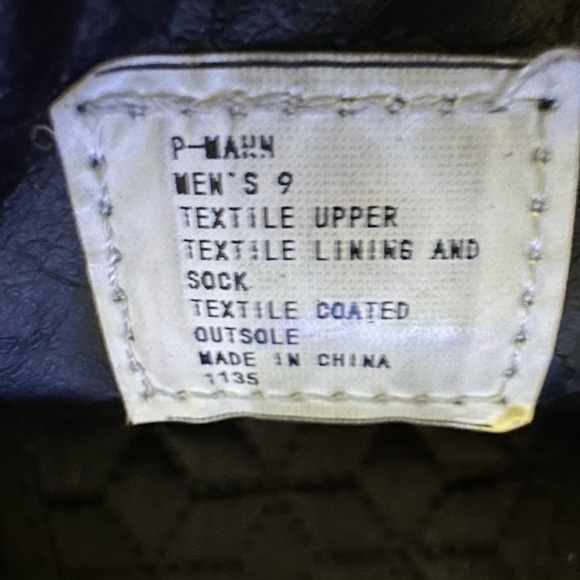 P-MAHN
MEN'S 9
TEXTILE UPPER
TEXTILE LINING AND
SOCK
TEXTILE COATED
OUTSOLE
MADE IN CHINA
1135